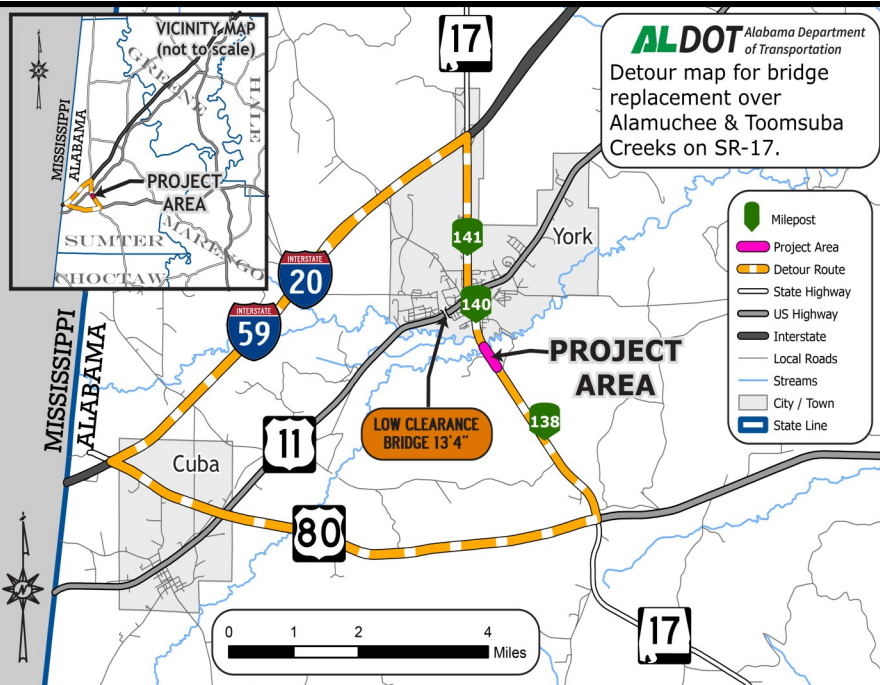 VICINITY MAP
(not to scale)
GREENE
HALE
MISSISSIPPI
ALABAMA
PROJECT
AREA
SUMTER
MARENGO
CHOCTAW
17
ALDOT Alabama Department
of Transportation
Detour map for bridge
replacement over
Alamuchee & Toomsuba
Creeks on SR-17.
Milepost
Project Area
Detour Route
State Highway
US Highway
Interstate
Local Roads
Streams
City / Town
State Line
141
York
INTERSTATE
20
140
INTERSTATE
59
PROJECT
AREA
MISSISSIPPI
ALABAMA
LOW CLEARANCE
BRIDGE 13'4"
138
11
Cuba
80
17
0 1 2 4
Miles